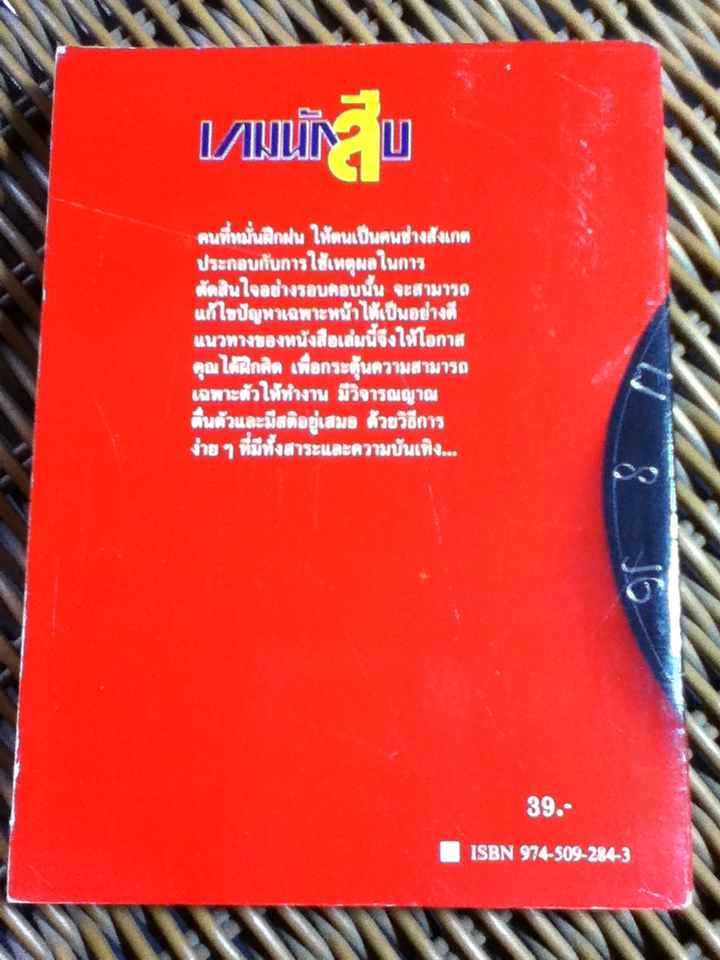 เกมนักสืบ
คนที่หมั่นฝึกฝน ให้ตนเป็นคนช่างสังเกต
ประกอบกับการใช้เหตุผลในการ
ตัดสินใจอย่างรอบคอบนั้น จะสามารถ
แก้ไขปัญหาเฉพาะหน้าได้เป็นอย่างดี
แนวทางของหนังสือเล่มนี้จึงให้โอกาส
คุณได้ฝึกคิด เพื่อกระตุ้นความสามารถ
เฉพาะตัวให้ทำงาน มีวิจารณญาณ
ตื่นตัวและมีสติอยู่เสมอ ด้วยวิธีการ
ง่าย ๆ ที่มีทั้งสาระและความบันเทิง...
39.-
ISBN 974-509-284-3